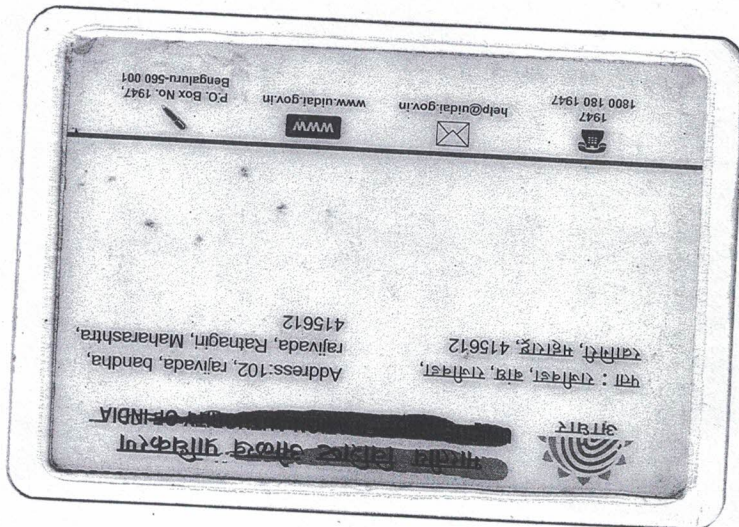 भारतीय विशिष्ट ओळख प्राधिकरण
OF INDIA
आधार
पत्ता : राजीवडा, बांध, राजीवडा,
रत्नागिरी, महाराष्ट्र, 415612
Address:102, rajivada, bandha,
rajivada, Ratnagiri, Maharashtra,
415612
1947
1800 180 1947
help@uidai.gov.in
www
www.uidai.gov.in
P.O. Box No. 1947,
Bengaluru-560 001